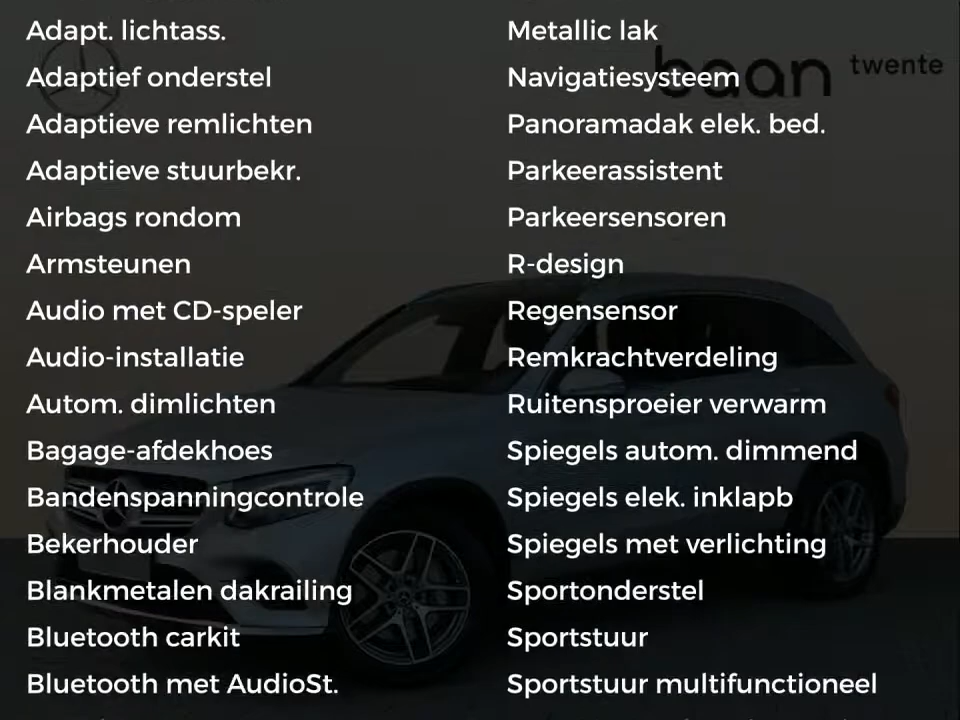 Adapt. lichtass.
Adaptief onderstel
Adaptieve remlichten
Adaptieve stuurbekr.
Airbags rondom
Armsteunen
Audio met CD-speler
Audio-installatie
Autom. dimlichten
Bagage-afdekhoes
Bandenspanningcontrole
Bekerhouder
Blankmetalen dakrailing
Bluetooth carkit
Bluetooth met AudioSt.
Metallic lak
Navigatiesysteem
Panoramadak elek. bed.
Parkeerassistent
Parkeersensoren
R-design
Regensensor
Remkrachtverdeling
Ruitensproeier verwarm
Spiegels autom. dimmend
Spiegels elek. inklapb
Spiegels met verlichting
Sportonderstel
Sportstuur
Sportstuur multifunctioneel
baan twente